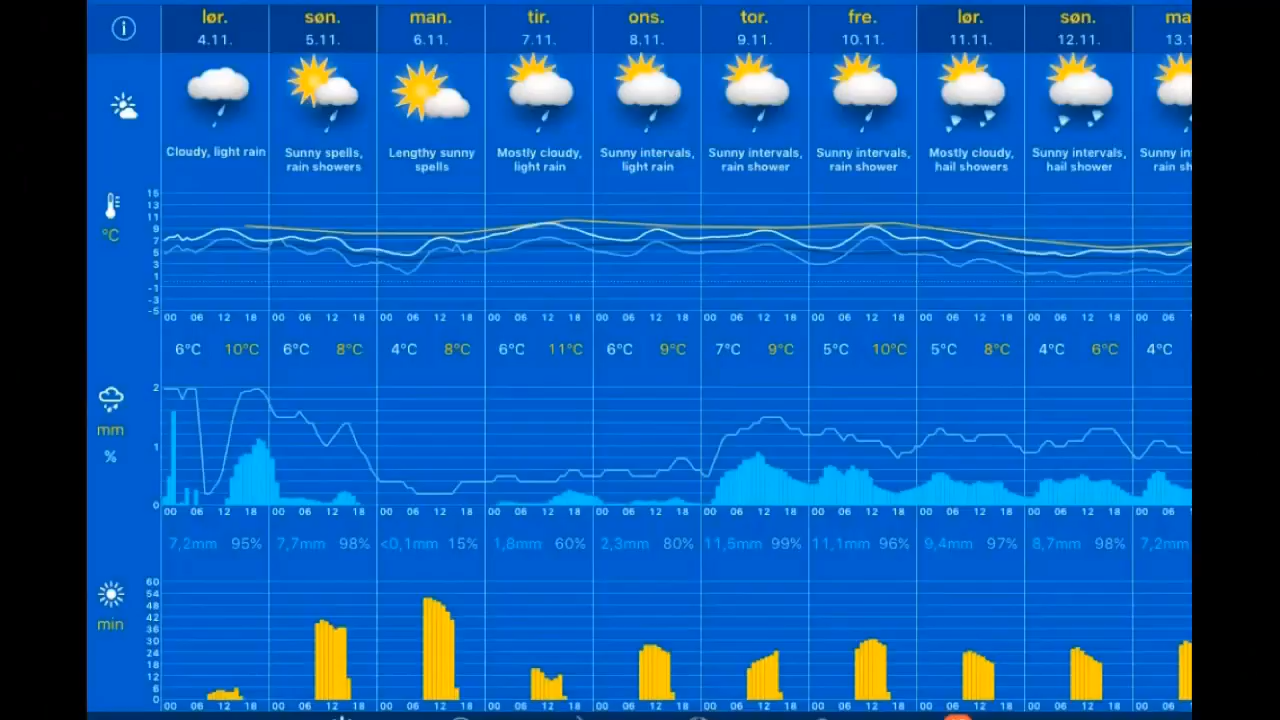 lør. søn. man. tir. ons. tor. fre. lør. søn. ma
4.11. 5.11. 6.11. 7.11. 8.11. 9.11. 10.11. 11.11. 12.11. 13.1
Cloudy, light rain Sunny spells, Lengthy sunny Mostly cloudy, Sunny intervals, Sunny intervals, Sunny intervals, Mostly cloudy, Sunny intervals, Sunny in
rain showers spells light rain light rain rain shower rain shower hail showers hail shower rain sh
°C
15
13
11
9
7
5
3
1
-1
-3
-5
00 06 12 18 00 06 12 18 00 06 12 18 00 06 12 18 00 06 12 18 00 06 12 18 00 06 12 18 00 06 12 18 00 06 12 18 00 06
6°C 10°C 6°C 8°C 4°C 8°C 6°C 11°C 6°C 9°C 7°C 9°C 5°C 10°C 5°C 8°C 4°C 6°C 4°C
mm
%
2
1
0
00 06 12 18 00 06 12 18 00 06 12 18 00 06 12 18 00 06 12 18 00 06 12 18 00 06 12 18 00 06 12 18 00 06 12 18 00 06
7,2mm 95% 7,7mm 98% <0,1mm 15% 1,8mm 60% 2,3mm 80% 11,5mm 99% 11,1mm 96% 9,4mm 97% 8,7mm 98% 7,2mm
min
60
54
48
42
36
30
24
18
12
6
0
00 06 12 18 00 06 12 18 00 06 12 18 00 06 12 18 00 06 12 18 00 06 12 18 00 06 12 18 00 06 12 18 00 06 12 18 00 06